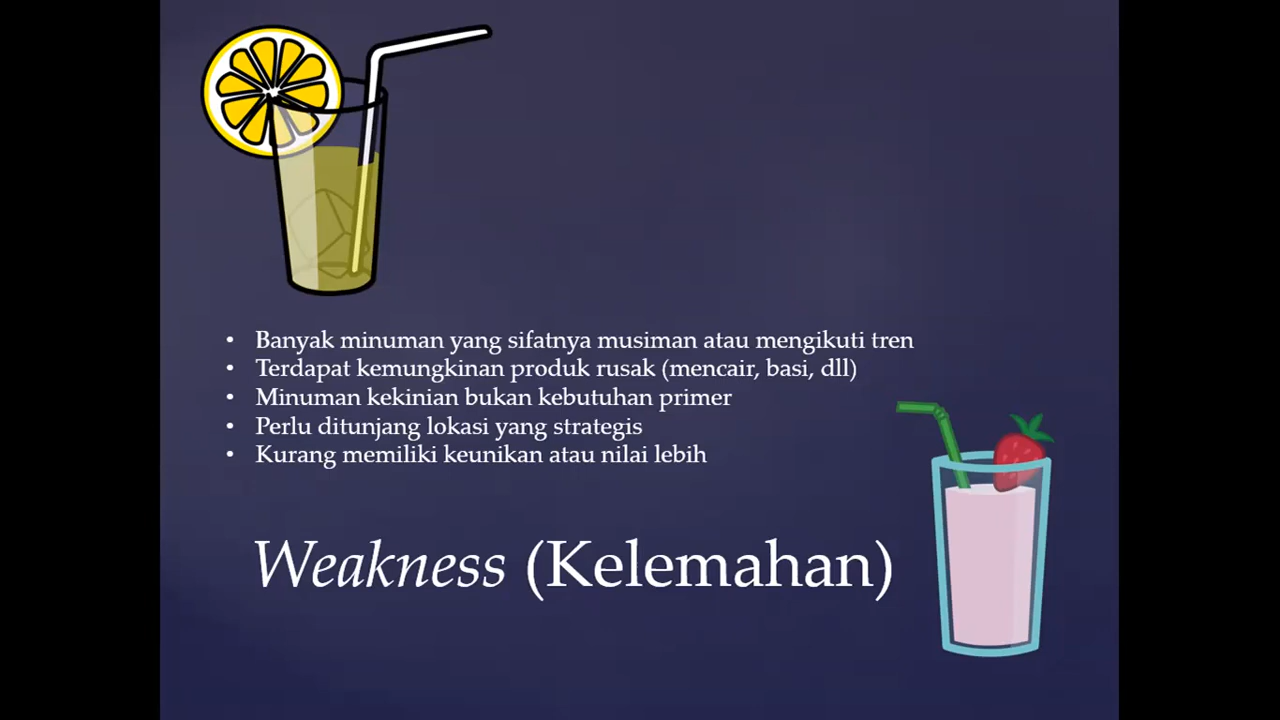 • Banyak minuman yang sifatnya musiman atau mengikuti tren
• Terdapat kemungkinan produk rusak (mencair, basi, dll)
• Minuman kekinian bukan kebutuhan primer
• Perlu ditunjang lokasi yang strategis
• Kurang memiliki keunikan atau nilai lebih
Weakness (Kelemahan)